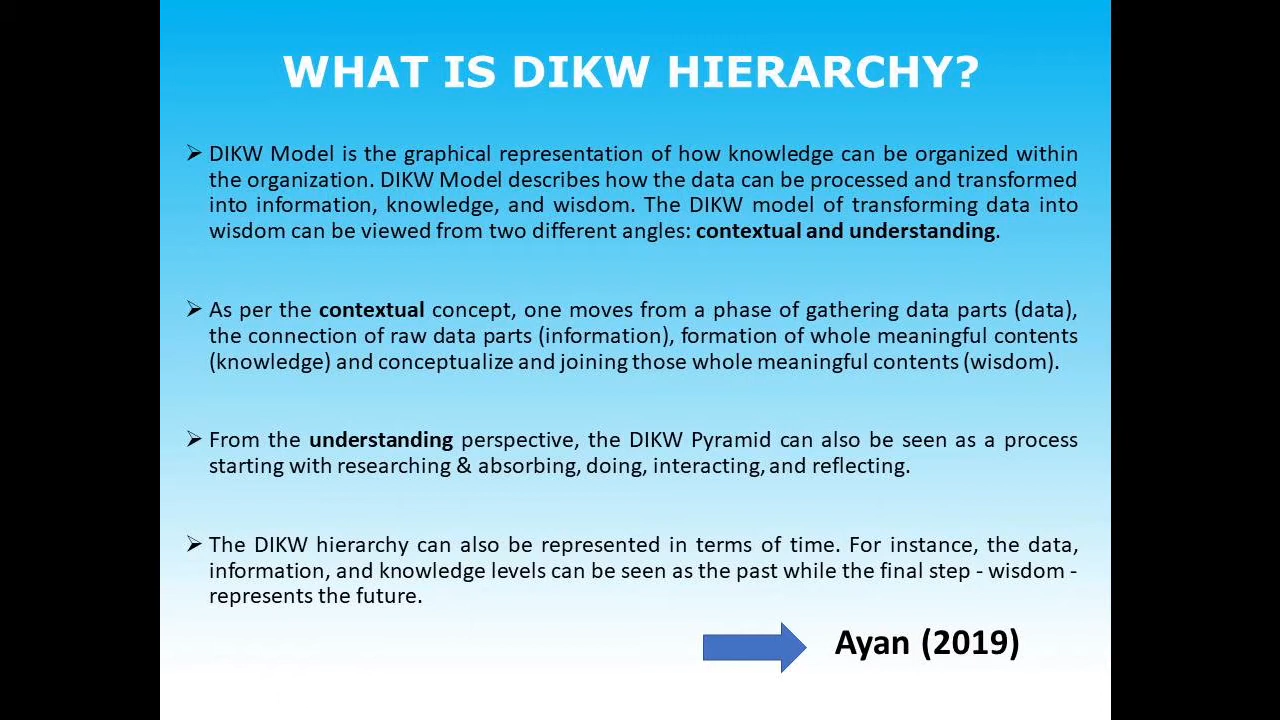 WHAT IS DIKW HIERARCHY?
➢ DIKW Model is the graphical representation of how knowledge can be organized within
the organization. DIKW Model describes how the data can be processed and transformed
into information, knowledge, and wisdom. The DIKW model of transforming data into
wisdom can be viewed from two different angles: contextual and understanding.
➢ As per the contextual concept, one moves from a phase of gathering data parts (data),
the connection of raw data parts (information), formation of whole meaningful contents
(knowledge) and conceptualize and joining those whole meaningful contents (wisdom).
➢ From the understanding perspective, the DIKW Pyramid can also be seen as a process
starting with researching & absorbing, doing, interacting, and reflecting.
➢ The DIKW hierarchy can also be represented in terms of time. For instance, the data,
information, and knowledge levels can be seen as the past while the final step - wisdom -
represents the future.
Ayan (2019)